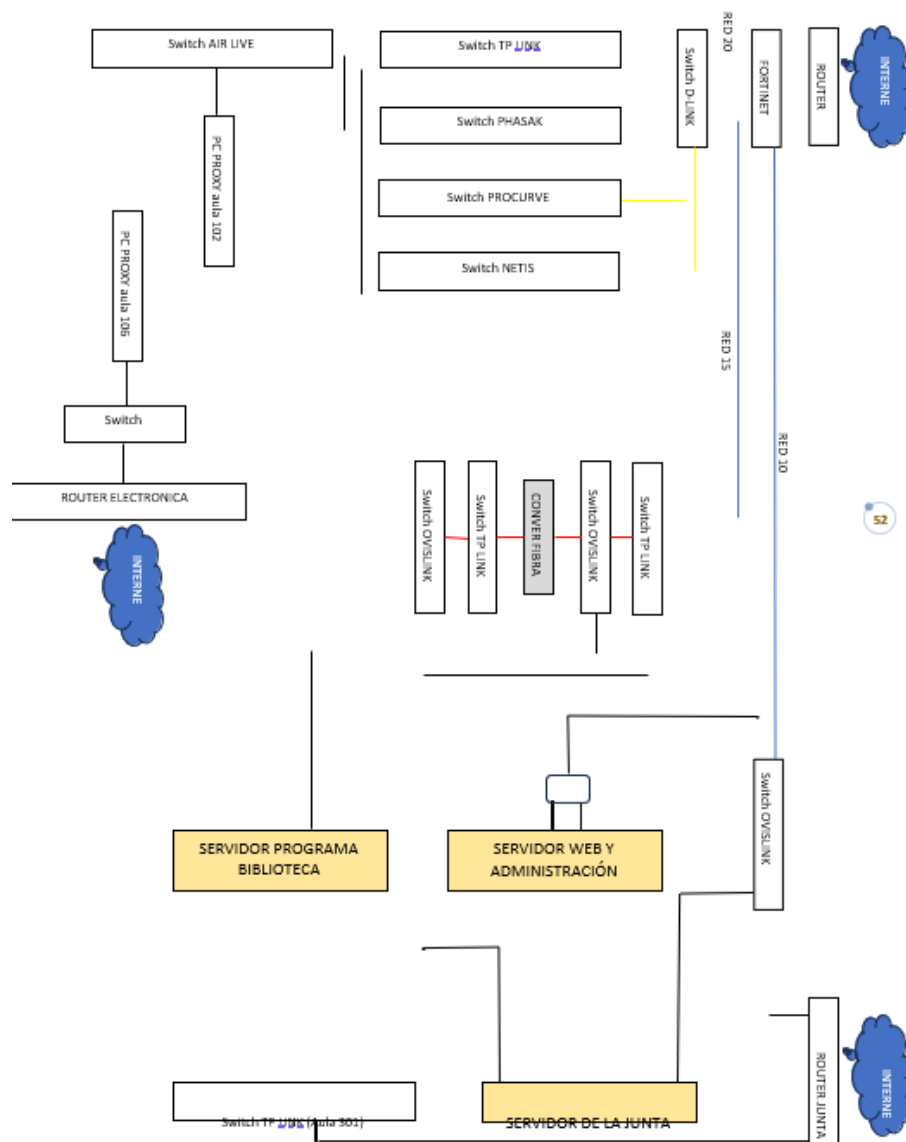 Switch AIR LIVE
Switch TP LINK
Switch PHASAK
Switch PROCURVE
Switch NETIS
Switch D-LINK
RED 20
FORTINET
ROUTER
INTERNE
PC PROXY aula 102
PC PROXY aula 106
Switch
ROUTER ELECTRONICA
INTERNE
RED 15
RED 10
52
Switch OVISLINK
Switch TP LINK
CONVER FIBRA
Switch OVISLINK
Switch TP LINK
SERVIDOR PROGRAMA
BIBLIOTECA
SERVIDOR WEB Y
ADMINISTRACIÓN
Switch OVISLINK
Switch TP LINK (Aula 301)
SERVIDOR DE LA JUNTA
ROUTER JUNTA
INTERNE